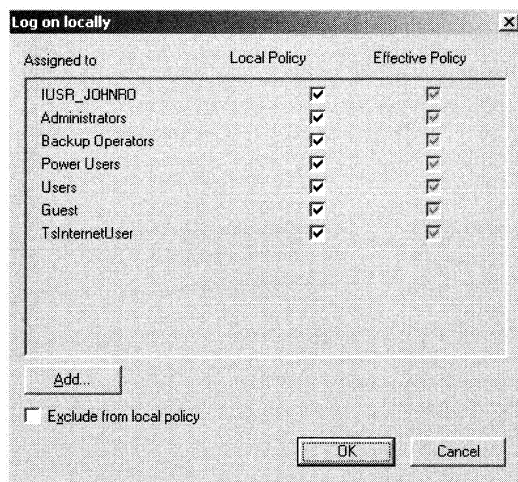 Log on locally
Assigned to Local Policy Effective Policy
IUSR_JOHNRO
Administrators
Backup Operators
Power Users
Users
Guest
TsInternetUser
Add...
Exclude from local policy
OK Cancel